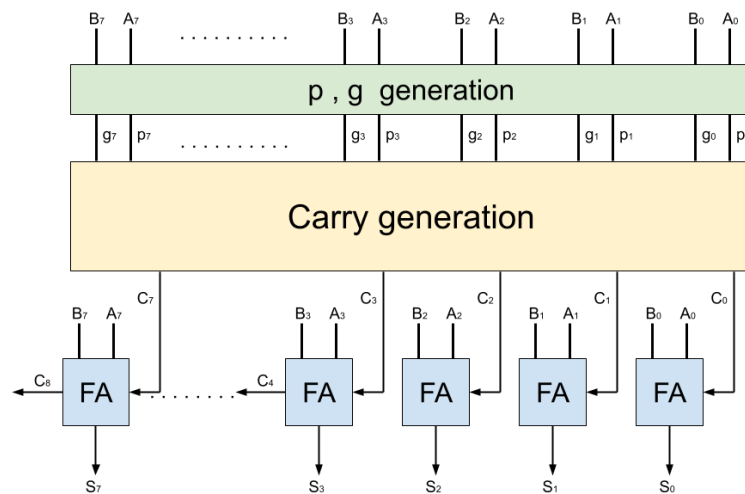 B₇ A₇ .......... B₃ A₃ B₂ A₂ B₁ A₁ B₀ A₀
p , g generation
g₇ p₇ .......... g₃ p₃ g₂ p₂ g₁ p₁ g₀ p
Carry generation
C₇ C₃ C₂ C₁ C₀
B₇ A₇ B₃ A₃ B₂ A₂ B₁ A₁ B₀ A₀
C₈ FA ........ C₄ FA FA FA FA
S₇ S₃ S₂ S₁ S₀